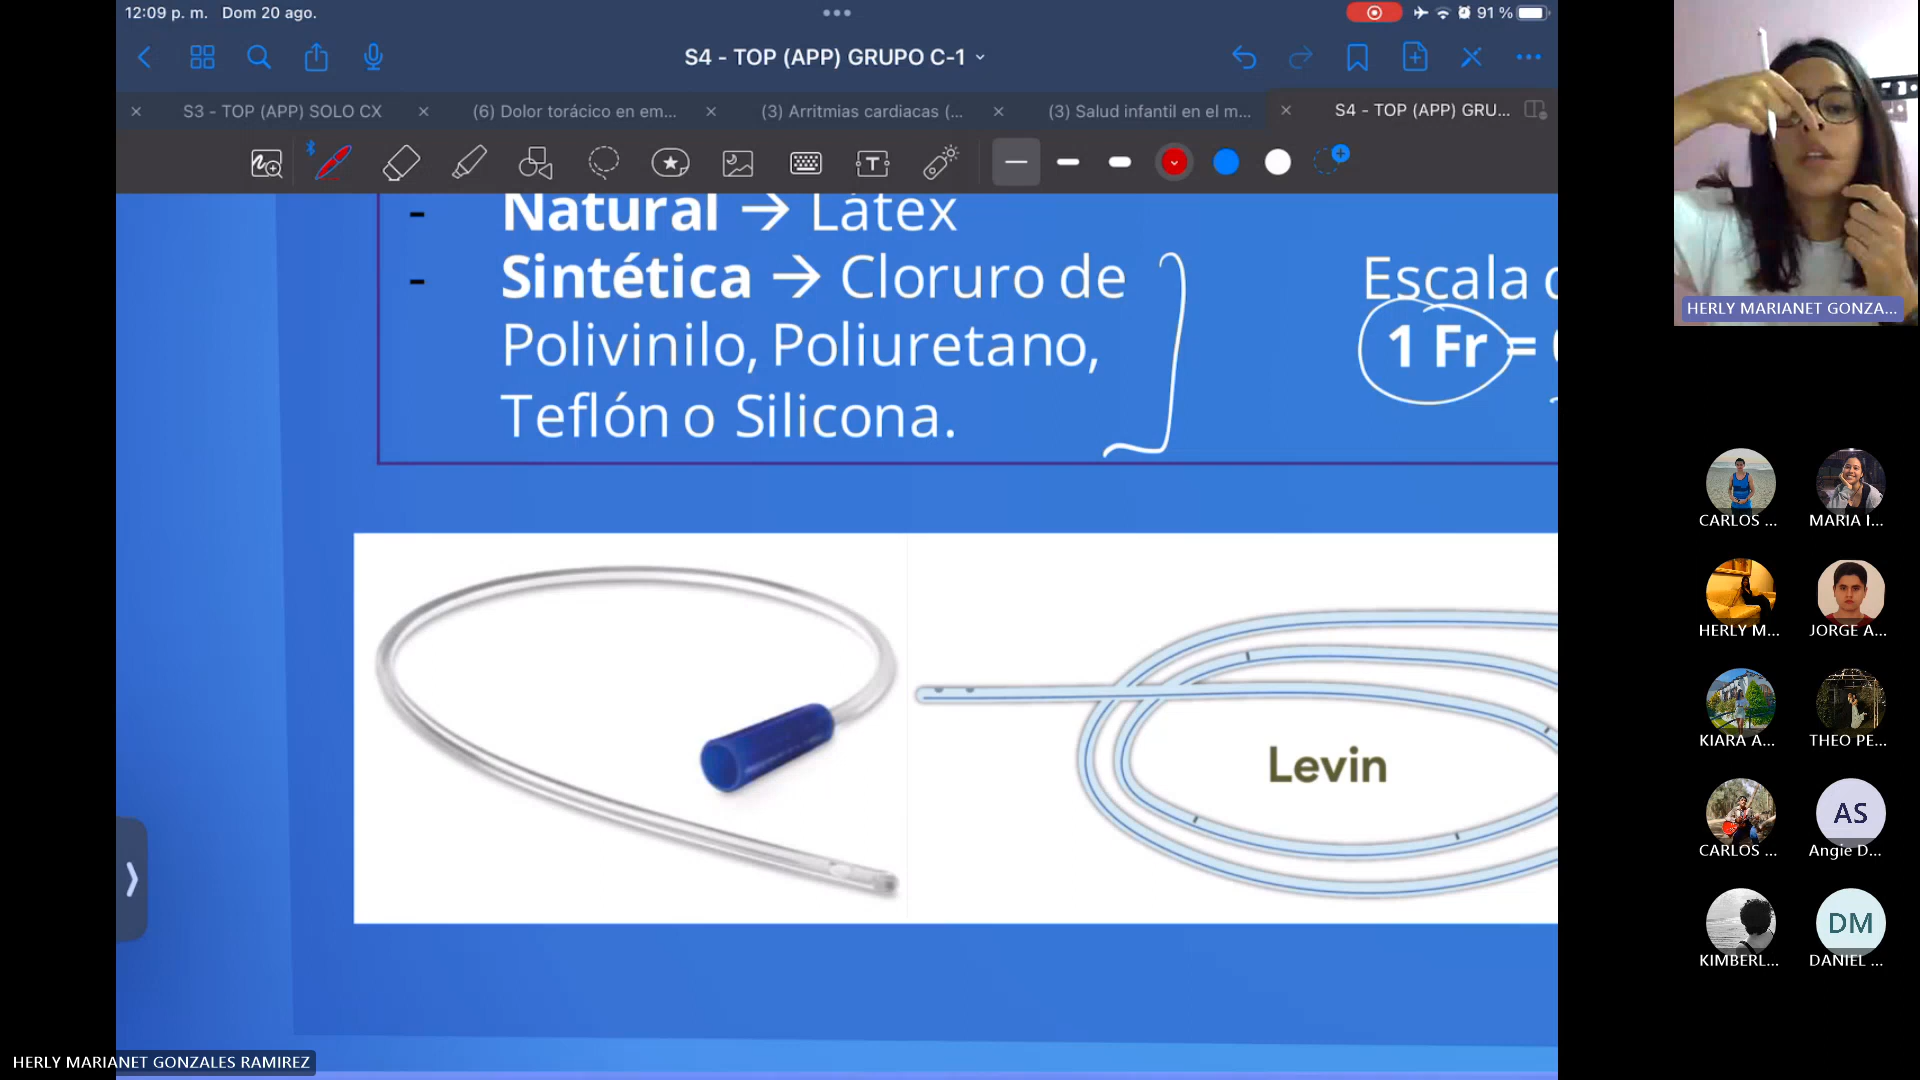 12:09 p. m. Dom 20 ago.
91 %
S4 - TOP (APP) GRUPO C-1
S3 - TOP (APP) SOLO CX
(6) Dolor torácico en em...
(3) Arritmias cardiacas (...
(3) Salud infantil en el m...
S4 - TOP (APP) GRU...
- Natural → Látex
- Sintética → Cloruro de
Polivinilo, Poliuretano,
Teflón o Silicona.
Escala
1 Fr =
Levin
HERLY MARIANET GONZA...
CARLOS ...
MARIA I...
HERLY M...
JORGE A...
KIARA A...
THEO PE...
CARLOS ...
AS
Angie D...
KIMBERL...
DM
DANIEL ...
HERLY MARIANET GONZALES RAMIREZ